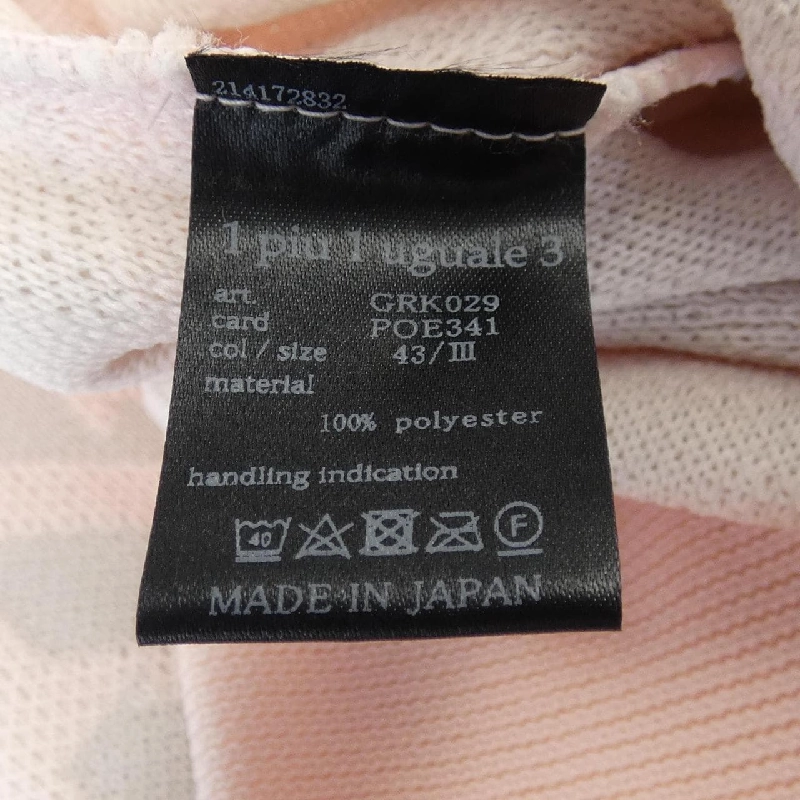 214172832
1 piu 1 uguale 3
art. GRK029
card POE341
col / size 43/Ⅲ
material
100% polyester
handling indication
40 F
MADE IN JAPAN